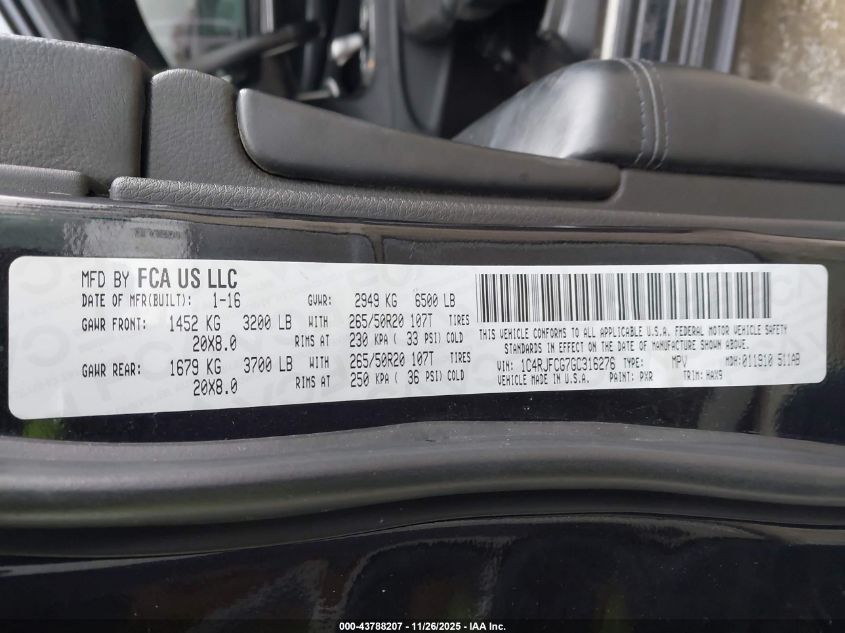 MFD BY FCA US LLC
DATE OF MFR(BUILT): 1-16 GVWR: 2949 KG 6500 LB
GAWR FRONT: 1452 KG 3200 LB WITH 265/50R20 107T TIRES
20X8.0 RIMS AT 230 KPA ( 33 PSI) COLD
GAWR REAR: 1679 KG 3700 LB WITH 265/50R20 107T TIRES
20X8.0 RIMS AT 250 KPA ( 36 PSI) COLD
THIS VEHICLE CONFORMS TO ALL APPLICABLE U.S.A. FEDERAL MOTOR VEHICLE SAFETY
STANDARDS IN EFFECT ON THE DATE OF MANUFACTURE SHOWN ABOVE.
VIN: 1C4RJFCG7GC316276 TYPE: MPV MDH: 011910 511AB
VEHICLE MADE IN U.S.A. PAINT: PXR TRIM: HAX9
000-43788207 - 11/26/2025 - IAA Inc.